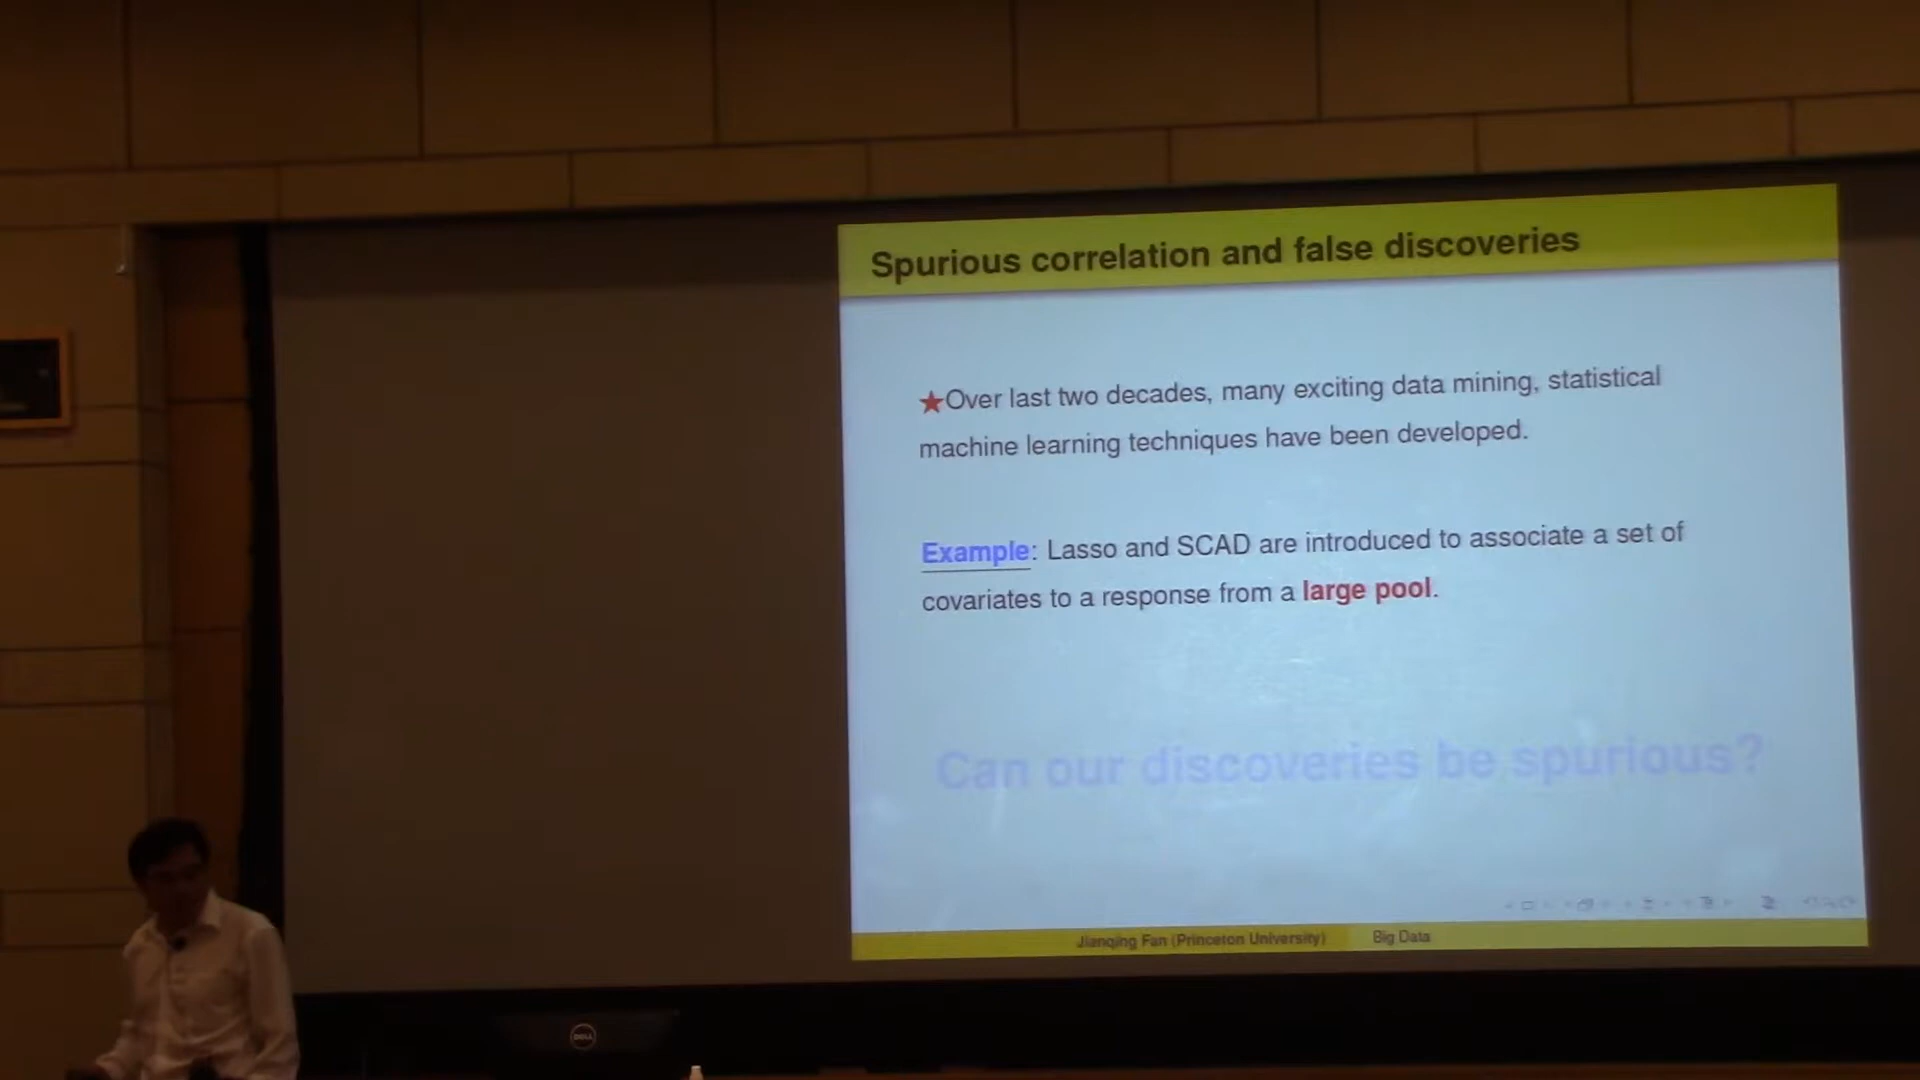 Spurious correlation and false discoveries
★Over last two decades, many exciting data mining, statistical
machine learning techniques have been developed.
Example: Lasso and SCAD are introduced to associate a set of
covariates to a response from a large pool.
Can our discoveries be spurious?
Jianqing Fan (Princeton University) Big Data
DELL